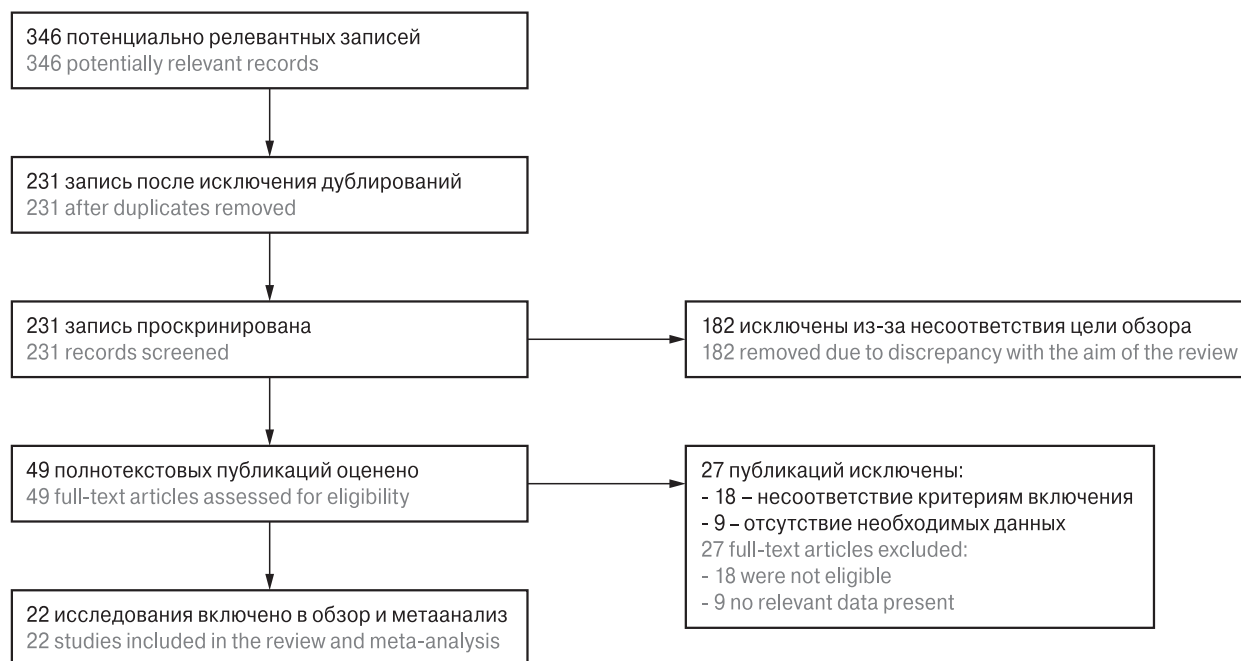 346 потенциально релевантных записей
346 potentially relevant records
231 запись после исключения дублирований
231 after duplicates removed
231 запись проскринирована
231 records screened
182 исключены из-за несоответствия цели обзора
182 removed due to discrepancy with the aim of the review
49 полнотекстовых публикаций оценено
49 full-text articles assessed for eligibility
27 публикаций исключены:
- 18 – несоответствие критериям включения
- 9 – отсутствие необходимых данных
27 full-text articles excluded:
- 18 were not eligible
- 9 no relevant data present
22 исследования включено в обзор и метаанализ
22 studies included in the review and meta-analysis